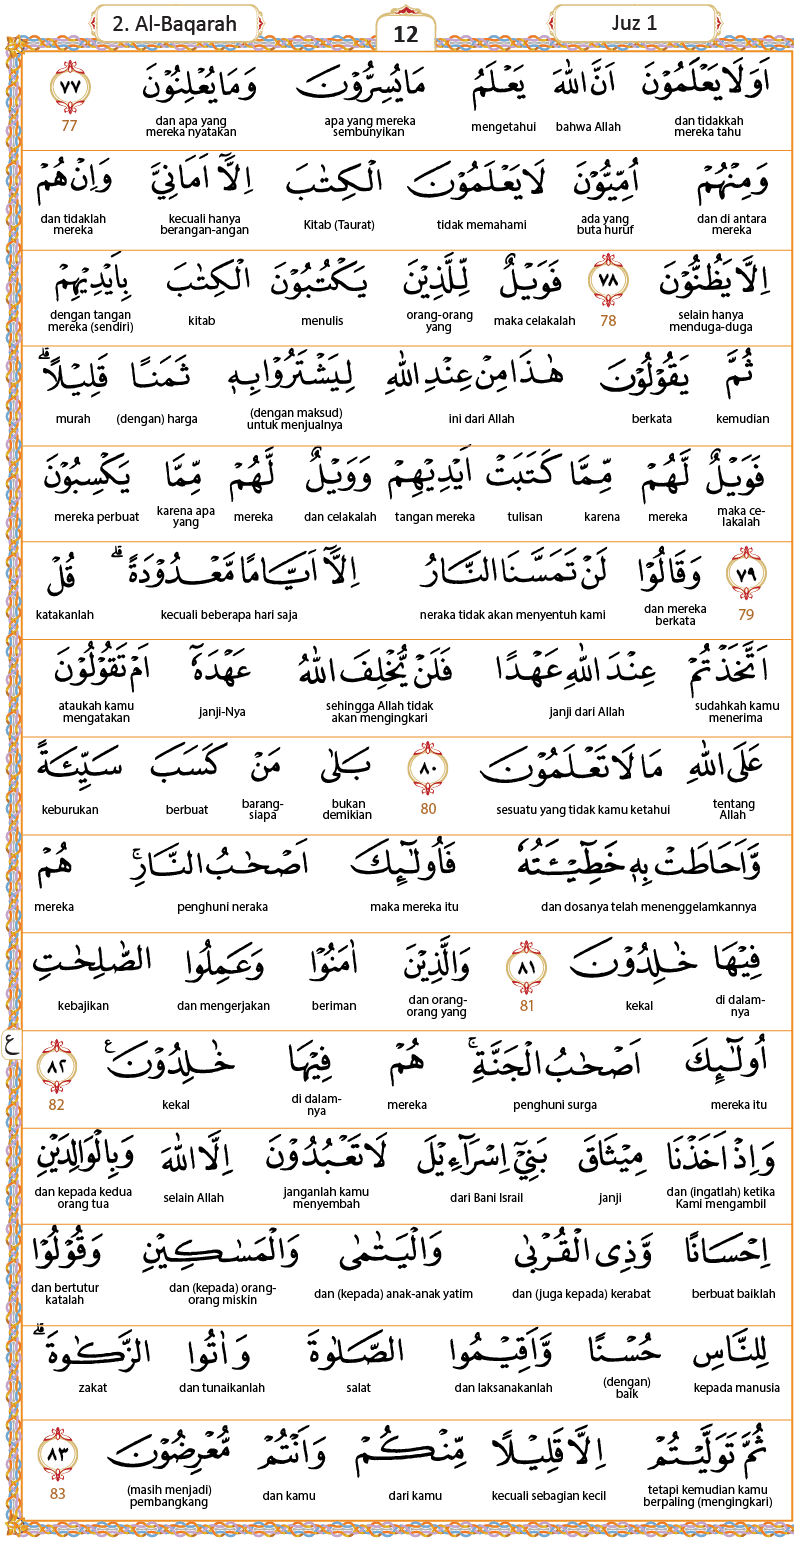 2. Al-Baqarah
12
Juz 1
اَوَلَا يَعْلَمُوْنَ اَنَّ اللّٰهَ يَعْلَمُ مَا يُسِرُّوْنَ وَمَا يُعْلِنُوْنَ ٧٧
dan tidakkah mereka tahu bahwa Allah mengetahui apa yang mereka sembunyikan dan apa yang mereka nyatakan 77
وَمِنْهُمْ اُمِّيُّوْنَ لَا يَعْلَمُوْنَ الْكِتٰبَ اِلَّآ اَمَانِيَّ وَاِنْ هُمْ
dan di antara mereka ada yang buta huruf tidak memahami Kitab (Taurat) kecuali hanya berangan-angan dan tidaklah mereka
اِلَّا يَظُنُّوْنَ ٧٨ فَوَيْلٌ لِّلَّذِيْنَ يَكْتُبُوْنَ الْكِتٰبَ بِاَيْدِيْهِمْ
selain hanya menduga-duga 78 maka celakalah orang-orang yang menulis kitab dengan tangan mereka (sendiri)
ثُمَّ يَقُوْلُوْنَ هٰذَا مِنْ عِنْدِ اللّٰهِ لِيَشْتَرُوْا بِهٖ ثَمَنًا قَلِيْلًاۗ
kemudian berkata ini dari Allah (dengan maksud) untuk menjualnya (dengan) harga murah
فَوَيْلٌ لَّهُمْ مِّمَّا كَتَبَتْ اَيْدِيْهِمْ وَوَيْلٌ لَّهُمْ مِّمَّا يَكْسِبُوْنَ
maka ce-lakalah mereka karena tulisan tangan mereka dan celakalah mereka karena apa yang mereka perbuat
٧٩ وَقَالُوْا لَنْ تَمَسَّنَا النَّارُ اِلَّآ اَيَّامًا مَّعْدُوْدَةًۗ قُلْ
79 dan mereka berkata neraka tidak akan menyentuh kami kecuali beberapa hari saja katakanlah
اَتَّخَذْتُمْ عِنْدَ اللّٰهِ عَهْدًا فَلَنْ يُّخْلِفَ اللّٰهُ عَهْدَهٗٓ اَمْ تَقُوْلُوْنَ
sudahkah kamu menerima janji dari Allah sehingga Allah tidak akan mengingkari janji-Nya ataukah kamu mengatakan
عَلَى اللّٰهِ مَا لَا تَعْلَمُوْنَ ٨٠ بَلٰى مَنْ كَسَبَ سَيِّئَةً
tentang Allah sesuatu yang tidak kamu ketahui 80 bukan demikian barang-siapa berbuat keburukan
وَّاَحَاطَتْ بِهٖ خَطِيْۤـَٔتُهٗ فَاُولٰۤىِٕكَ اَصْحٰبُ النَّارِۚ هُمْ
dan dosanya telah menenggelamkannya maka mereka itu penghuni neraka mereka
فِيْهَا خٰلِدُوْنَ ٨١ وَالَّذِيْنَ اٰمَنُوْا وَعَمِلُوا الصّٰلِحٰتِ
di dalam-nya kekal 81 dan orang-orang yang beriman dan mengerjakan kebajikan
اُولٰۤىِٕكَ اَصْحٰبُ الْجَنَّةِۚ هُمْ فِيْهَا خٰلِدُوْنَ ࣖ ٨٢ ع
mereka itu penghuni surga mereka di dalam-nya kekal 82
وَاِذْ اَخَذْنَا مِيْثَاقَ بَنِيْٓ اِسْرَاۤءِيْلَ لَا تَعْبُدُوْنَ اِلَّا اللّٰهَ وَبِالْوَالِدَيْنِ
dan (ingatlah) ketika Kami mengambil janji dari Bani Israil janganlah kamu menyembah selain Allah dan kepada kedua orang tua
اِحْسَانًا وَّذِى الْقُرْبٰى وَالْيَتٰمٰى وَالْمَسٰكِيْنِ وَقُوْلُوْا
berbuat baiklah dan (juga kepada) kerabat dan (kepada) anak-anak yatim dan (kepada) orang-orang miskin dan bertutur katalah
لِلنَّاسِ حُسْنًا وَّاَقِيْمُوا الصَّلٰوةَ وَاٰتُوا الزَّكٰوةَۗ
kepada manusia (dengan) baik dan laksanakanlah salat dan tunaikanlah zakat
ثُمَّ تَوَلَّيْتُمْ اِلَّا قَلِيْلًا مِّنْكُمْ وَاَنْتُمْ مُّعْرِضُوْنَ ٨٣
tetapi kemudian kamu berpaling (mengingkari) kecuali sebagian kecil dari kamu dan kamu (masih menjadi) pembangkang 83